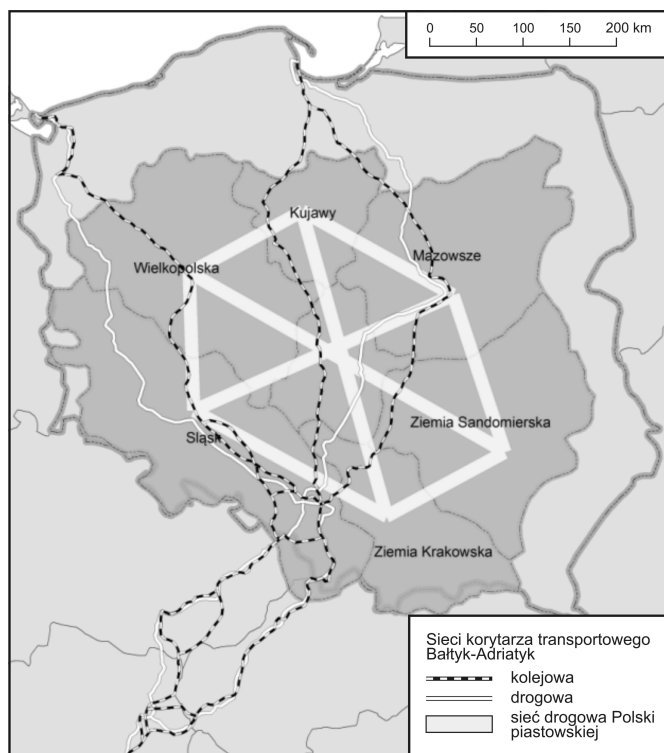 0 50 100 150 200 km
Kujawy
Mazowsze
Wielkopolska
Ziemia Sandomierska
Śląsk
Ziemia Krakowska
Sieci korytarza transportowego
Bałtyk-Adriatyk
kolejowa
drogowa
sieć drogowa Polski
piastowskiej